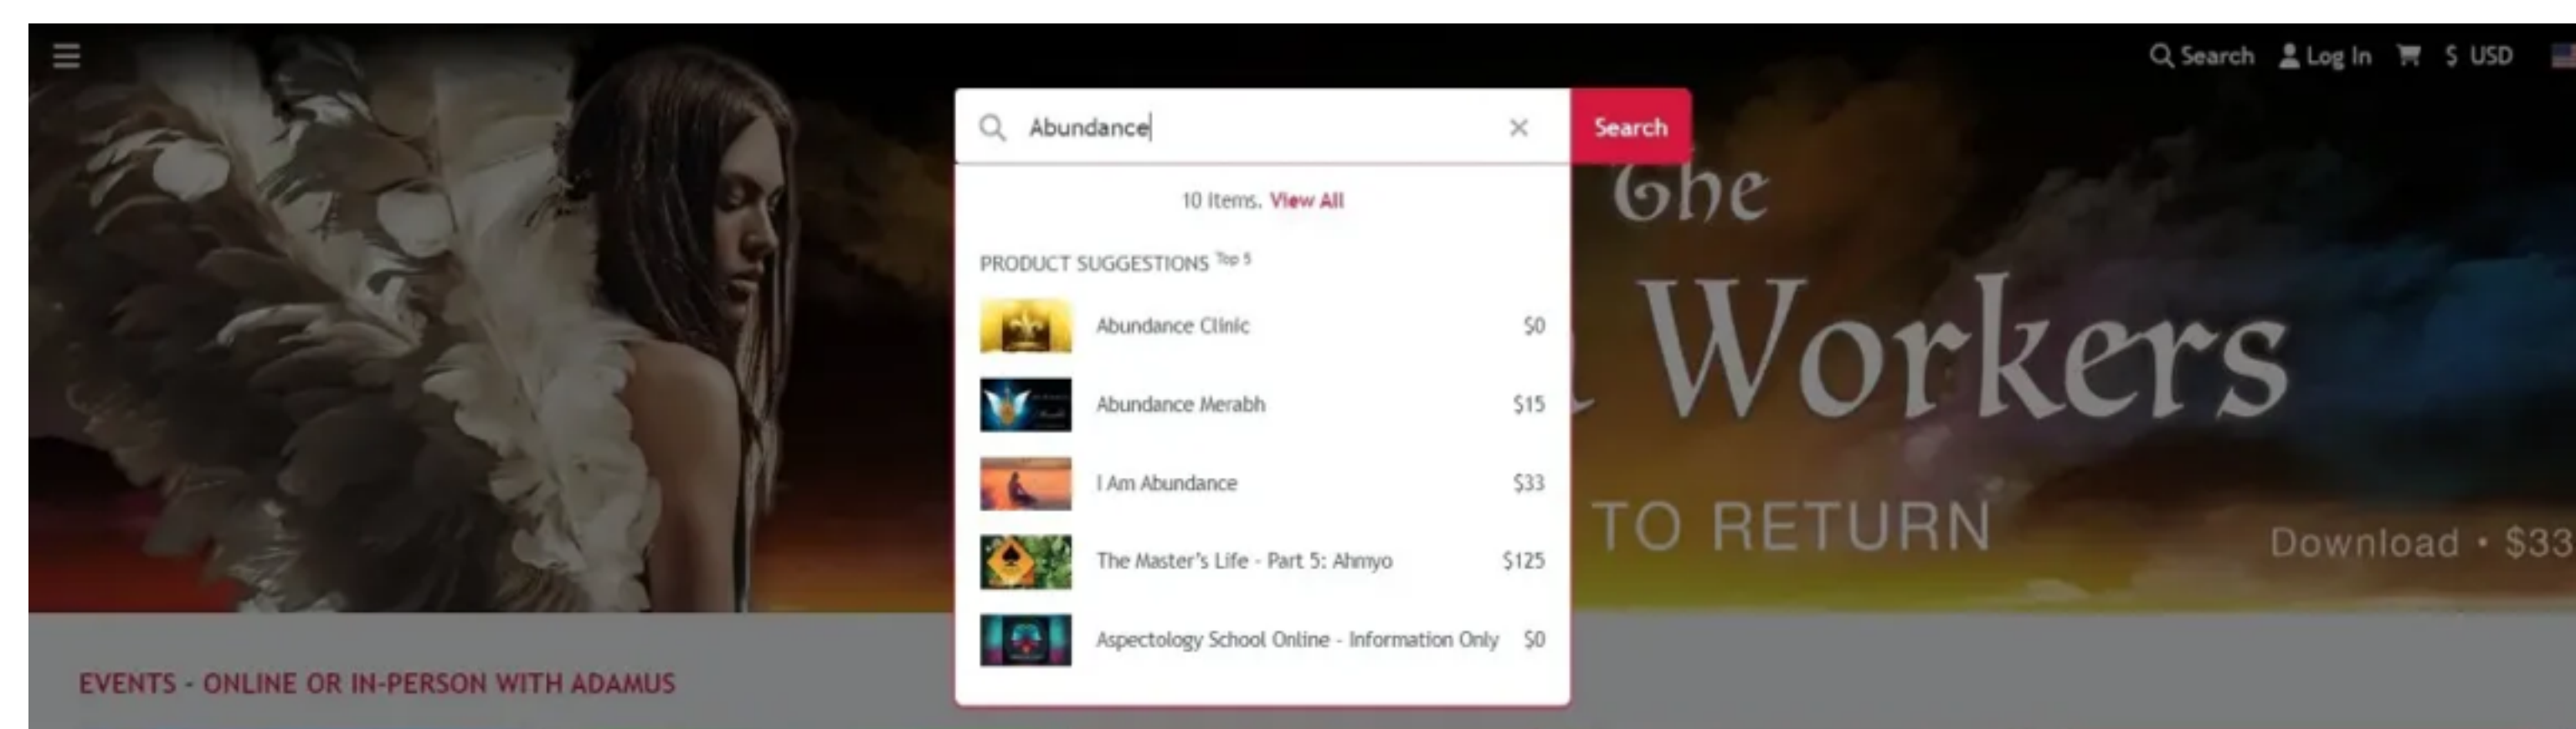 Search Log In $ USD
Abundance Search
10 Items. View All
PRODUCT SUGGESTIONS Top 5
Abundance Clinic $0
Abundance Merabh $15
I Am Abundance $33
The Master's Life - Part 5: Ahmyo $125
Aspectology School Online - Information Only $0
The
Workers
TO RETURN
Download • $33
EVENTS - ONLINE OR IN-PERSON WITH ADAMUS